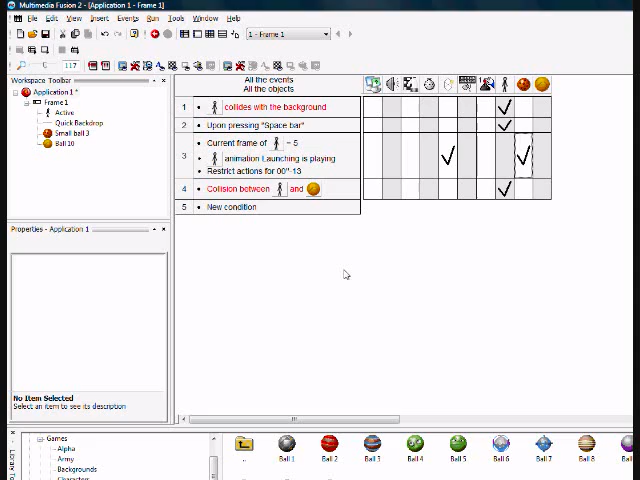 Multimedia Fusion 2 - [Application 1 - Frame 1]
File Edit View Insert Events Run Tools Window Help
1 - Frame 1
117
Workspace Toolbar
Application 1 *
Frame 1
Active
Quick Backdrop
Small ball 3
Ball 10
All the events
All the objects
1 collides with the background
2 Upon pressing "Space bar"
3 Current frame of = 5
animation Launching is playing
Restrict actions for 00"-13
4 Collision between and
5 New condition
Properties - Application 1
No Item Selected
Select an item to see its description
Library To
Games
Alpha
Army
Backgrounds
Characters
..
Ball 1
Ball 2
Ball 3
Ball 4
Ball 5
Ball 6
Ball 7
Ball 8
Ball